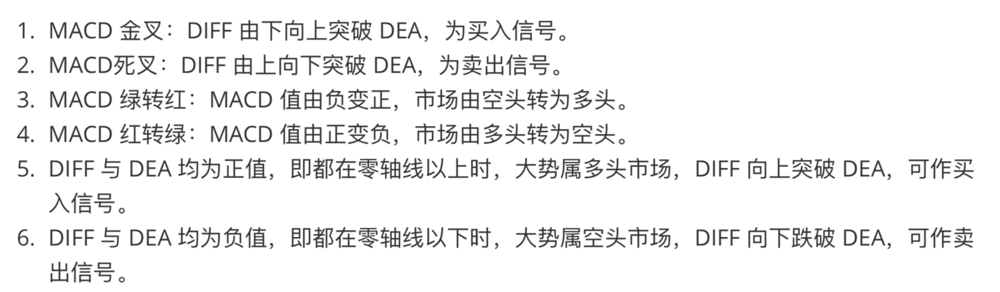 1. MACD 金叉：DIFF 由下向上突破 DEA，为买入信号。
2. MACD死叉：DIFF 由上向下突破 DEA，为卖出信号。
3. MACD 绿转红：MACD 值由负变正，市场由空头转为多头。
4. MACD 红转绿：MACD 值由正变负，市场由多头转为空头。
5. DIFF 与 DEA 均为正值，即都在零轴线以上时，大势属多头市场，DIFF 向上突破 DEA，可作买
入信号。
6. DIFF 与 DEA 均为负值，即都在零轴线以下时，大势属空头市场，DIFF 向下跌破 DEA，可作卖
出信号。